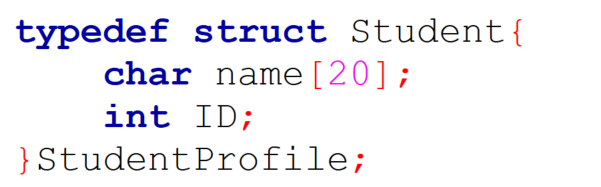 typedef struct Student{
    char name[20];
    int ID;
}StudentProfile;